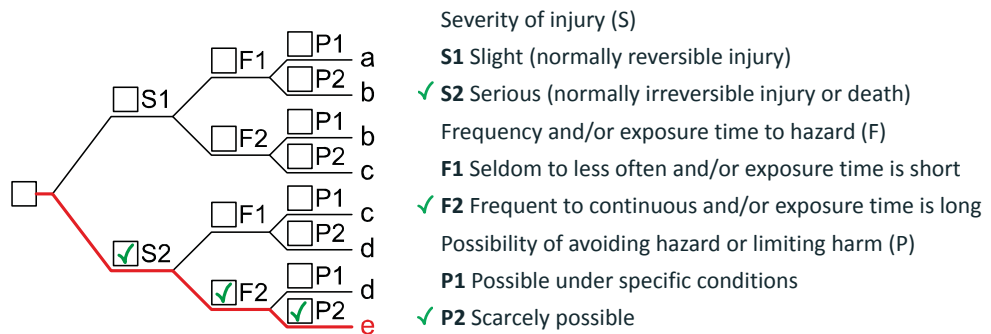 P1
F1
a
P2
b
S1
P1
F2
b
P2
c
P1
F1
c
P2
d
S2
P1
F2
d
P2
e
Severity of injury (S)
S1 Slight (normally reversible injury)
S2 Serious (normally irreversible injury or death)
Frequency and/or exposure time to hazard (F)
F1 Seldom to less often and/or exposure time is short
F2 Frequent to continuous and/or exposure time is long
Possibility of avoiding hazard or limiting harm (P)
P1 Possible under specific conditions
P2 Scarcely possible